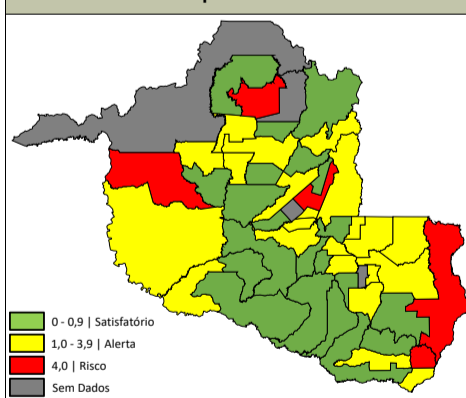 0 - 0,9 | Satisfatório
1,0 - 3,9 | Alerta
4,0 | Risco
Sem Dados